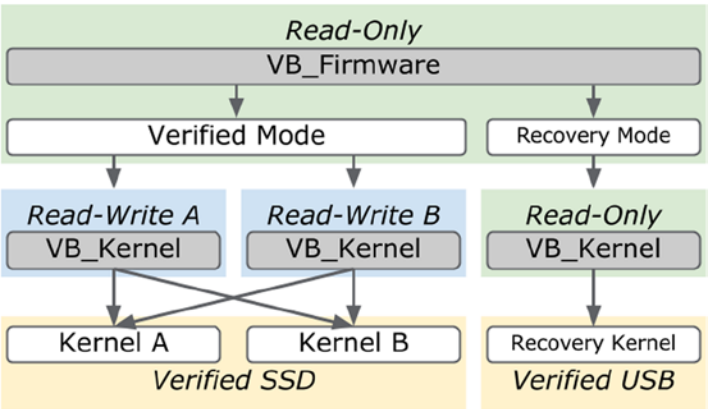 Read-Only
VB_Firmware
Verified Mode
Recovery Mode
Read-Write A
Read-Write B
Read-Only
VB_Kernel
VB_Kernel
VB_Kernel
Kernel A
Kernel B
Recovery Kernel
Verified SSD
Verified USB